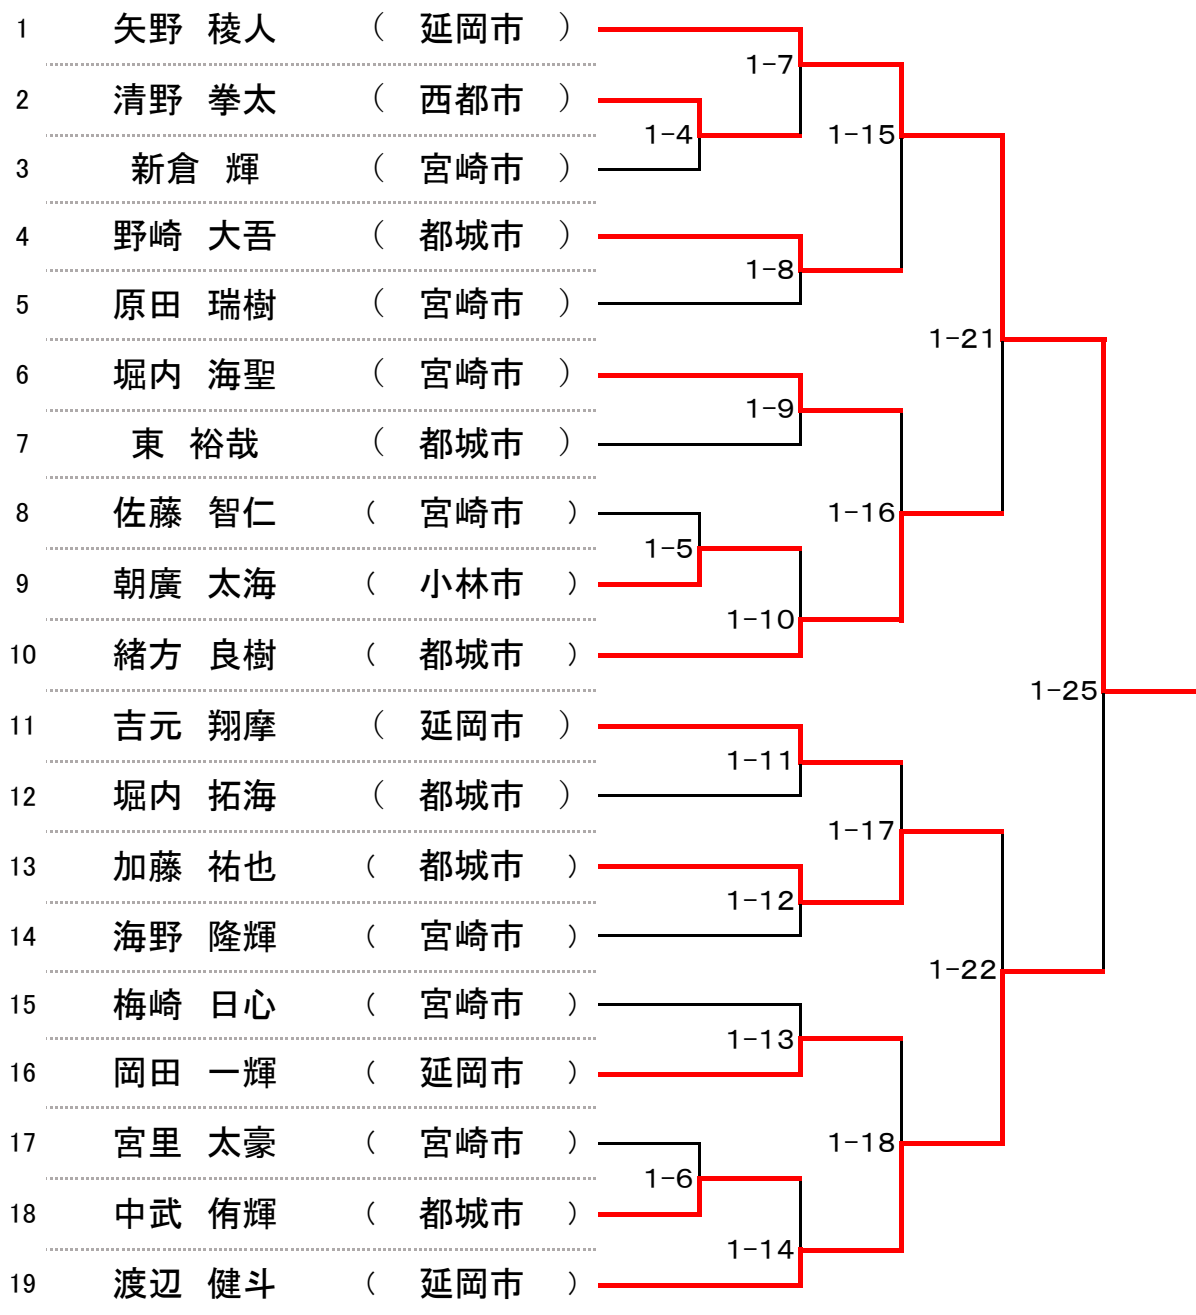 1 矢野 稜人 ( 延岡市 )
1-7
2 清野 拳太 ( 西都市 )
1-4 1-15
3 新倉 輝 ( 宮崎市 )
4 野崎 大吾 ( 都城市 )
1-8
5 原田 瑞樹 ( 宮崎市 )
1-21
6 堀内 海聖 ( 宮崎市 )
1-9
7 東 裕哉 ( 都城市 )
8 佐藤 智仁 ( 宮崎市 ) 1-16
1-5
9 朝廣 太海 ( 小林市 )
1-10
10 緒方 良樹 ( 都城市 )
1-25
11 吉元 翔摩 ( 延岡市 )
1-11
12 堀内 拓海 ( 都城市 )
1-17
13 加藤 祐也 ( 都城市 )
1-12
14 海野 隆輝 ( 宮崎市 )
1-22
15 梅崎 日心 ( 宮崎市 )
1-13
16 岡田 一輝 ( 延岡市 )
17 宮里 太豪 ( 宮崎市 ) 1-18
1-6
18 中武 侑輝 ( 都城市 )
1-14
19 渡辺 健斗 ( 延岡市 )